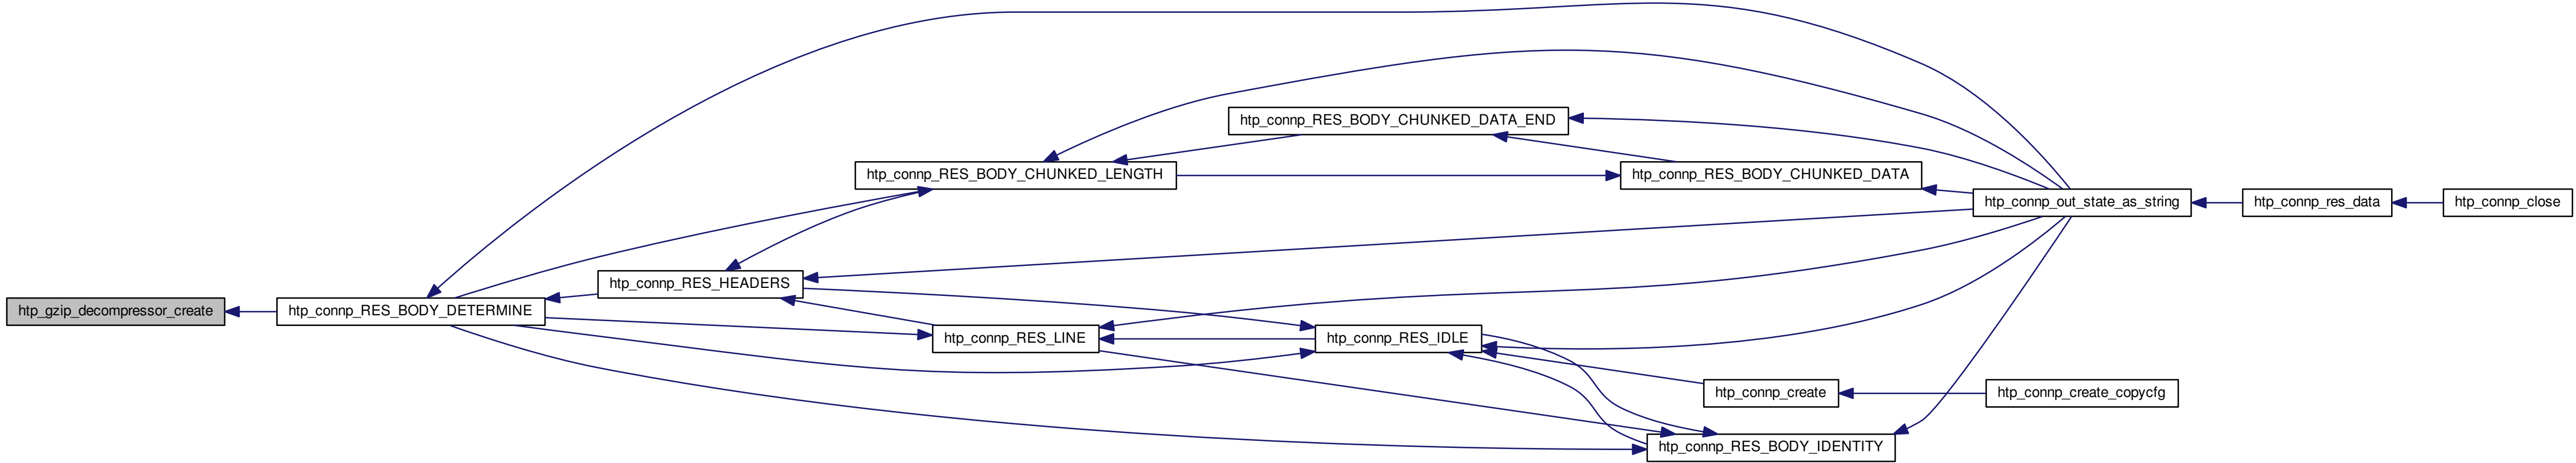 htp_connp_RES_BODY_CHUNKED_DATA_END
htp_connp_RES_BODY_CHUNKED_LENGTH
htp_connp_RES_BODY_CHUNKED_DATA
htp_connp_out_state_as_string
htp_connp_res_data
htp_connp_close
htp_connp_RES_HEADERS
htp_gzip_decompressor_create
htp_connp_RES_BODY_DETERMINE
htp_connp_RES_LINE
htp_connp_RES_IDLE
htp_connp_create
htp_connp_create_copycfg
htp_connp_RES_BODY_IDENTITY